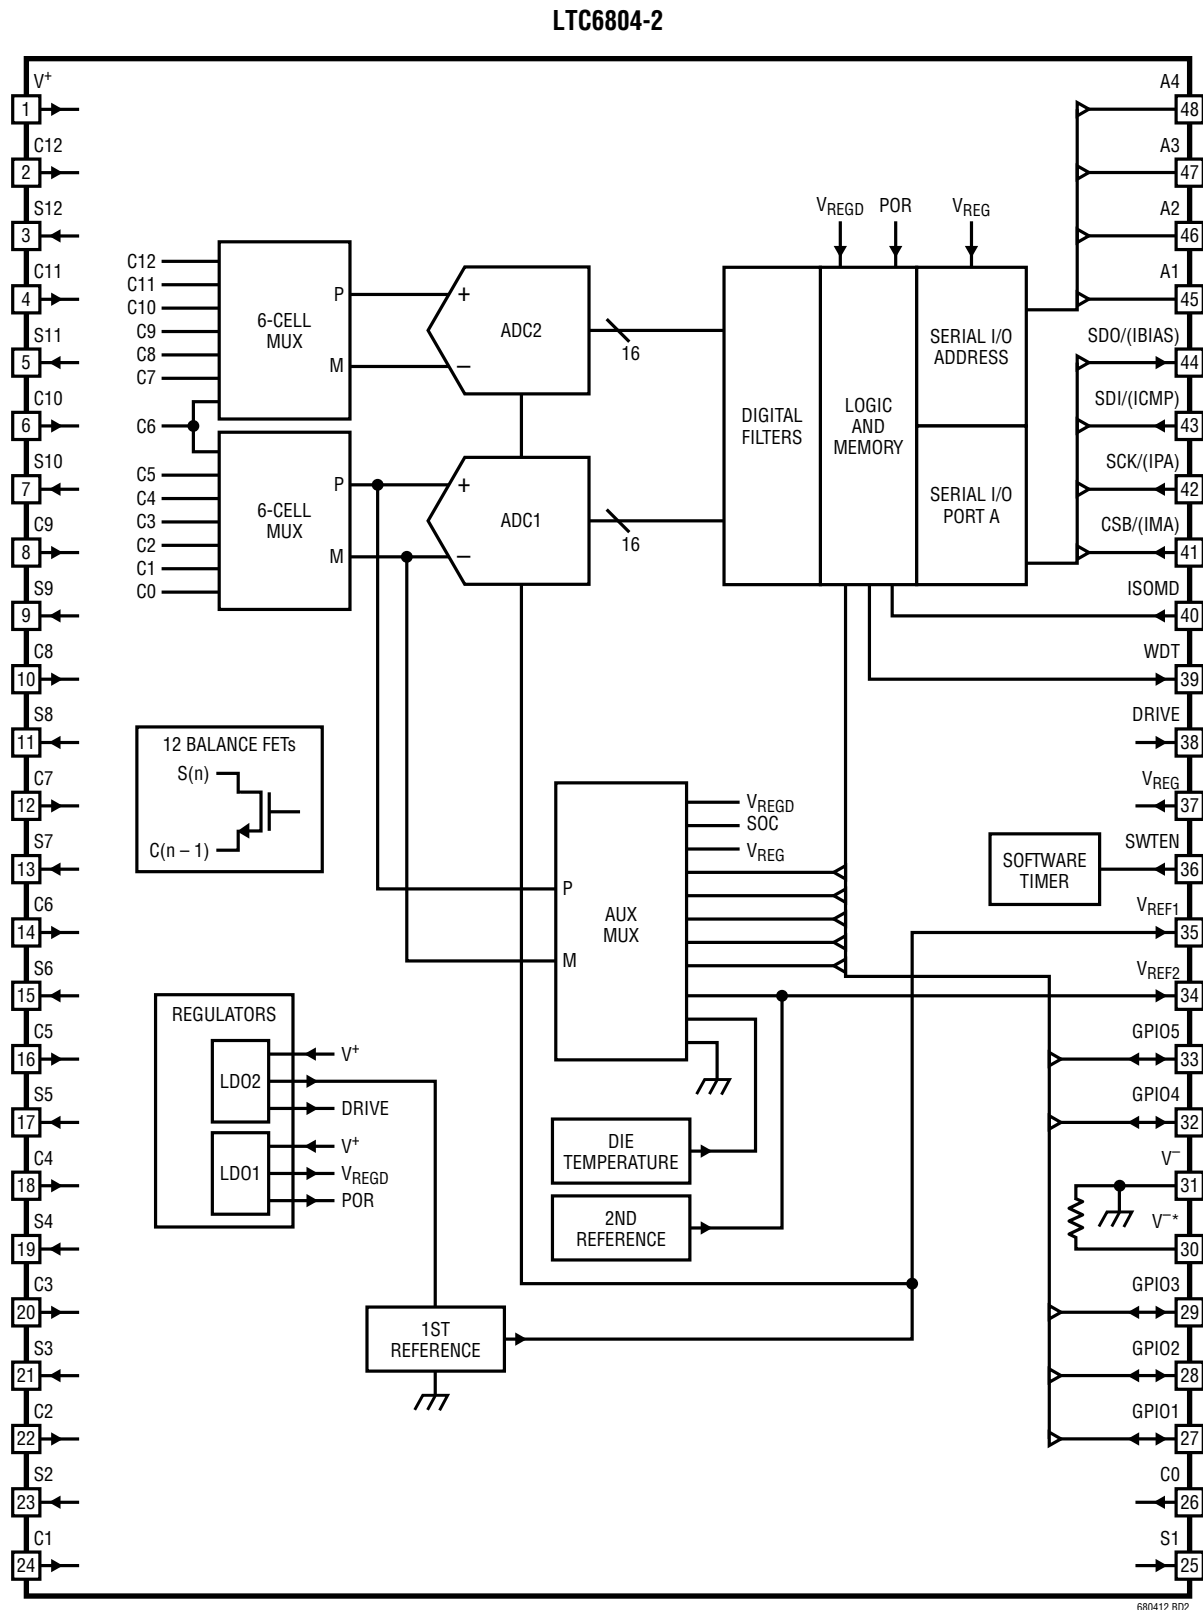 LTC6804-2
V+
1
C12
2
S12
3
C11
4
S11
5
C10
6
S10
7
C9
8
S9
9
C8
10
S8
11
C7
12
S7
13
C6
14
S6
15
C5
16
S5
17
C4
18
S4
19
C3
20
S3
21
C2
22
S2
23
C1
24
C12
C11
C10
C9
C8
C7
C6
C5
C4
C3
C2
C1
C0
6-CELL
MUX
P
M
6-CELL
MUX
P
M
+
–
ADC2
16
+
–
ADC1
16
VREGD
POR
VREG
DIGITAL
FILTERS
LOGIC
AND
MEMORY
SERIAL I/O
ADDRESS
SERIAL I/O
PORT A
12 BALANCE FETs
S(n)
C(n – 1)
P
M
AUX
MUX
VREGD
SOC
VREG
REGULATORS
LDO2
V+
DRIVE
LDO1
V+
VREGD
POR
DIE
TEMPERATURE
2ND
REFERENCE
1ST
REFERENCE
SOFTWARE
TIMER
A4
48
A3
47
A2
46
A1
45
SDO/(IBIAS)
44
SDI/(ICMP)
43
SCK/(IPA)
42
CSB/(IMA)
41
ISOMD
40
WDT
39
DRIVE
38
VREG
37
SWTEN
36
VREF1
35
VREF2
34
GPIO5
33
GPIO4
32
V–
31
V–*
30
GPIO3
29
GPIO2
28
GPIO1
27
C0
26
S1
25
680412 BD2